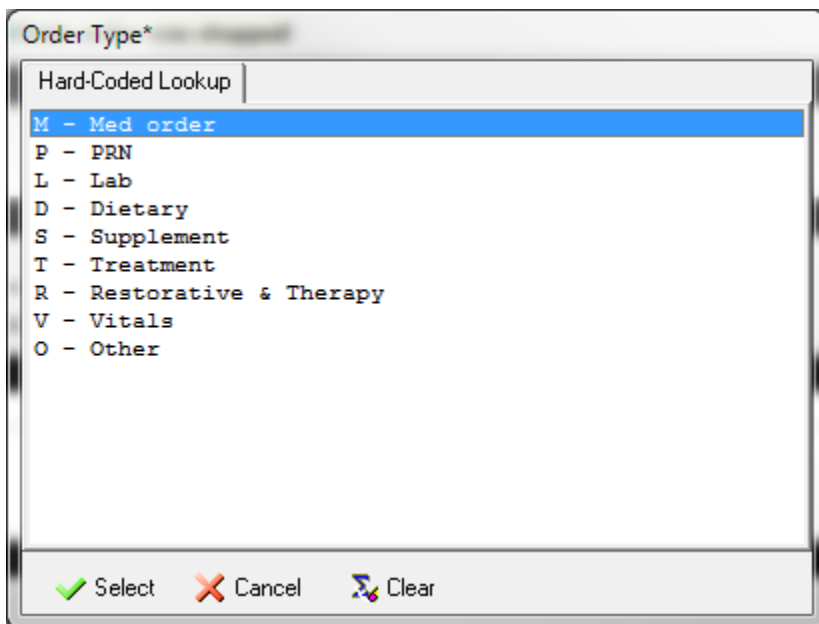 Order Type*
Hard-Coded Lookup
M - Med order
P - PRN
L - Lab
D - Dietary
S - Supplement
T - Treatment
R - Restorative & Therapy
V - Vitals
O - Other
Select Cancel Clear